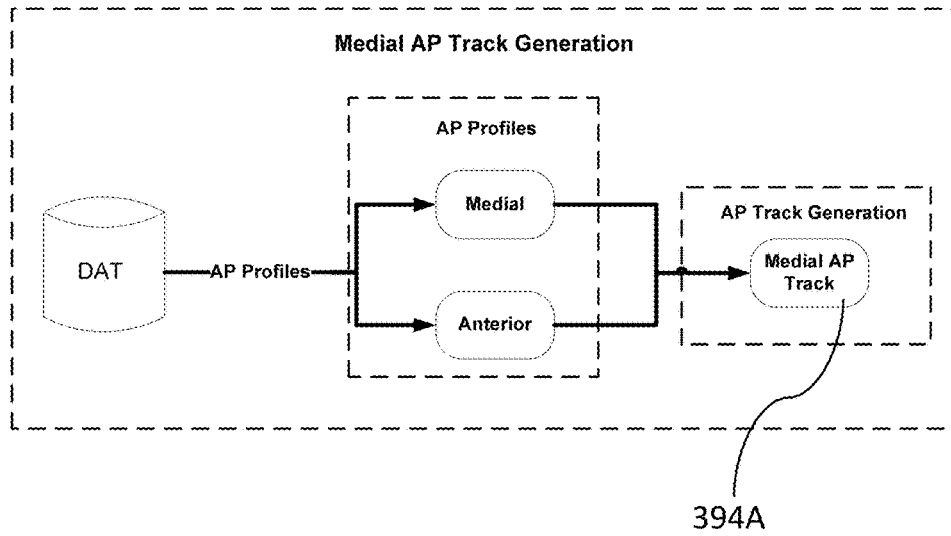 Medial AP Track Generation
AP Profiles
Medial
AP Track Generation
DAT
AP Profiles
Medial AP
Track
Anterior
394A